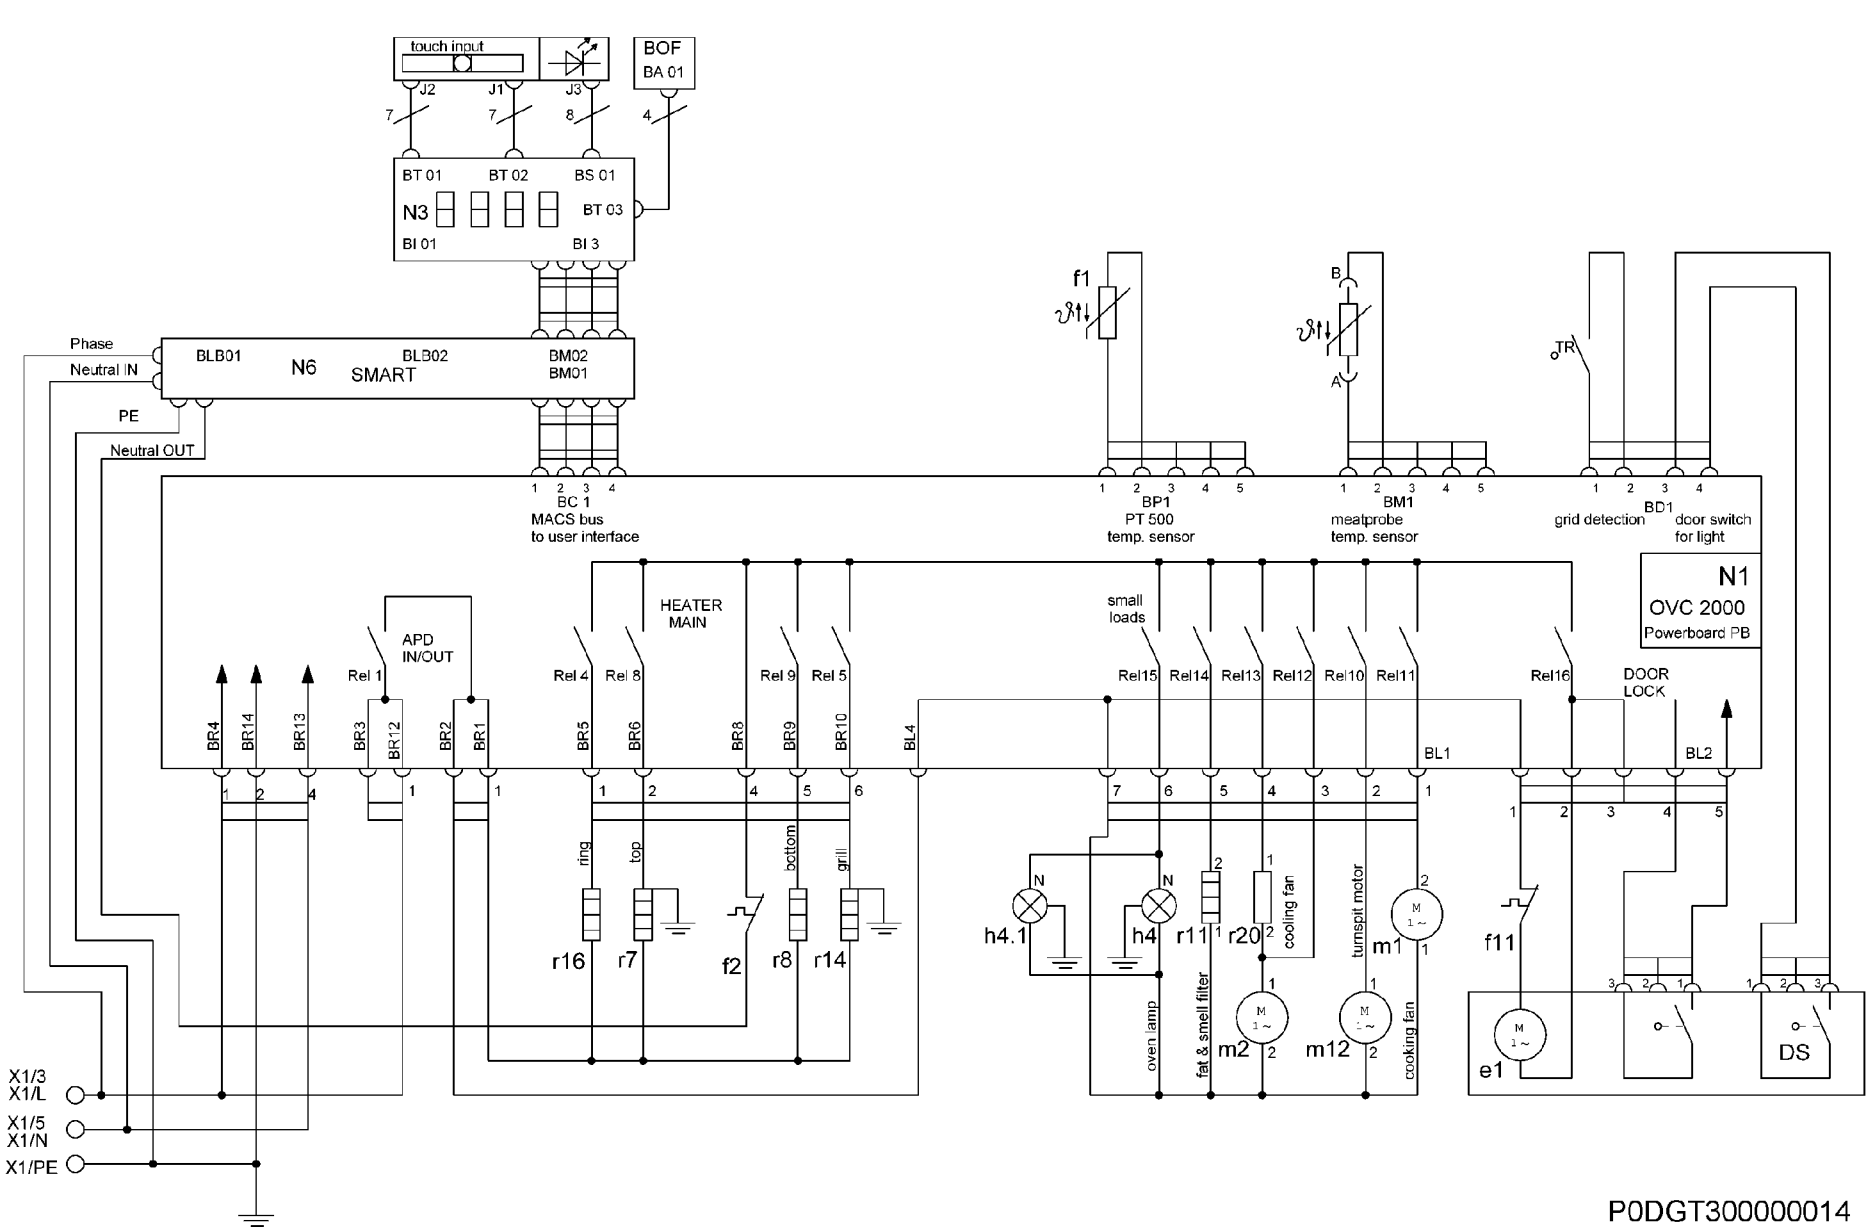 touch input
BOF
BA 01
J2
J1
J3
7
7
8
4
BT 01
BT 02
BS 01
N3
BT 03
BI 01
BI 3
Phase
Neutral IN
PE
Neutral OUT
BLB01
N6
BLB02
SMART
BM02
BM01
f1
B
A
TR
1 2 3 4
BC 1
MACS bus
to user interface
1 2 3 4 5
BP1
PT 500
temp. sensor
1 2 3 4 5
BM1
meatprobe
temp. sensor
1 2 3 4
BD1
grid detection
door switch
for light
N1
OVC 2000
Powerboard PB
APD
IN/OUT
HEATER
MAIN
small
loads
DOOR
LOCK
Rel 1
Rel 4
Rel 8
Rel 9
Rel 5
Rel15
Rel14
Rel13
Rel12
Rel10
Rel11
Rel16
BR4
BR14
BR13
BR3
BR12
BR2
BR1
BR5
BR6
BR8
BR9
BR10
BL4
BL1
BL2
1 2 4 1 1 1 2 4 5 6 7 6 5 4 3 2 1
1 2 3 4 5
ring
top
bottom
grill
r16
r7
f2
r8
r14
N
h4.1
N
h4
2
r11
1
1
r20
2
cooling fan
turnspit motor
2
M
1~
m1
1
f11
oven lamp
fat & smell filter
1
M
1~
m2
2
1
M
1~
m12
2
cooking fan
M
1~
e1
3 2 1
1 2 3
DS
X1/3
X1/L
X1/5
X1/N
X1/PE
P0DGT300000014